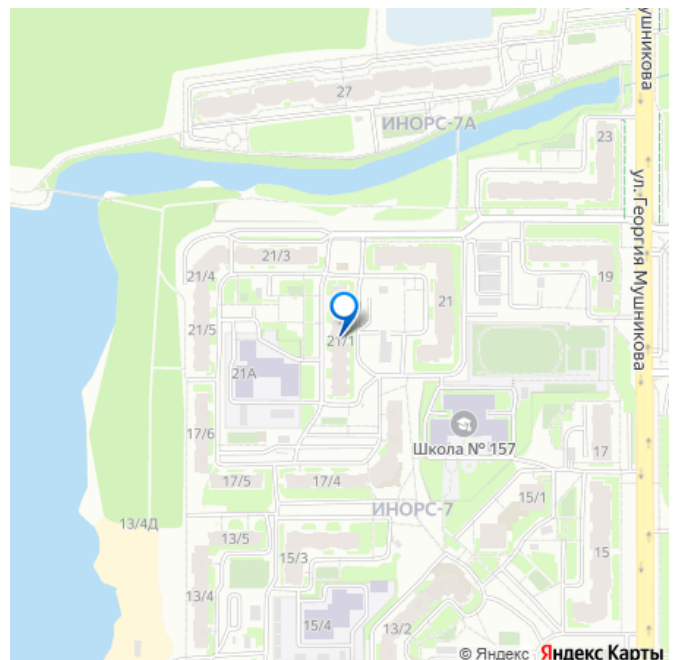 ушникова
27
ИНОРС-7А
23
ул. Георгия Мушникова
21/3
21/4
21
19
21/5
21/1
21А
17/6
Школа № 157
17
17/5
17/4
15/1
ИНОРС-7
13/4Д
13/5
15/3
15
13/4
15/4
13/2
© Яндекс Яндекс Карты